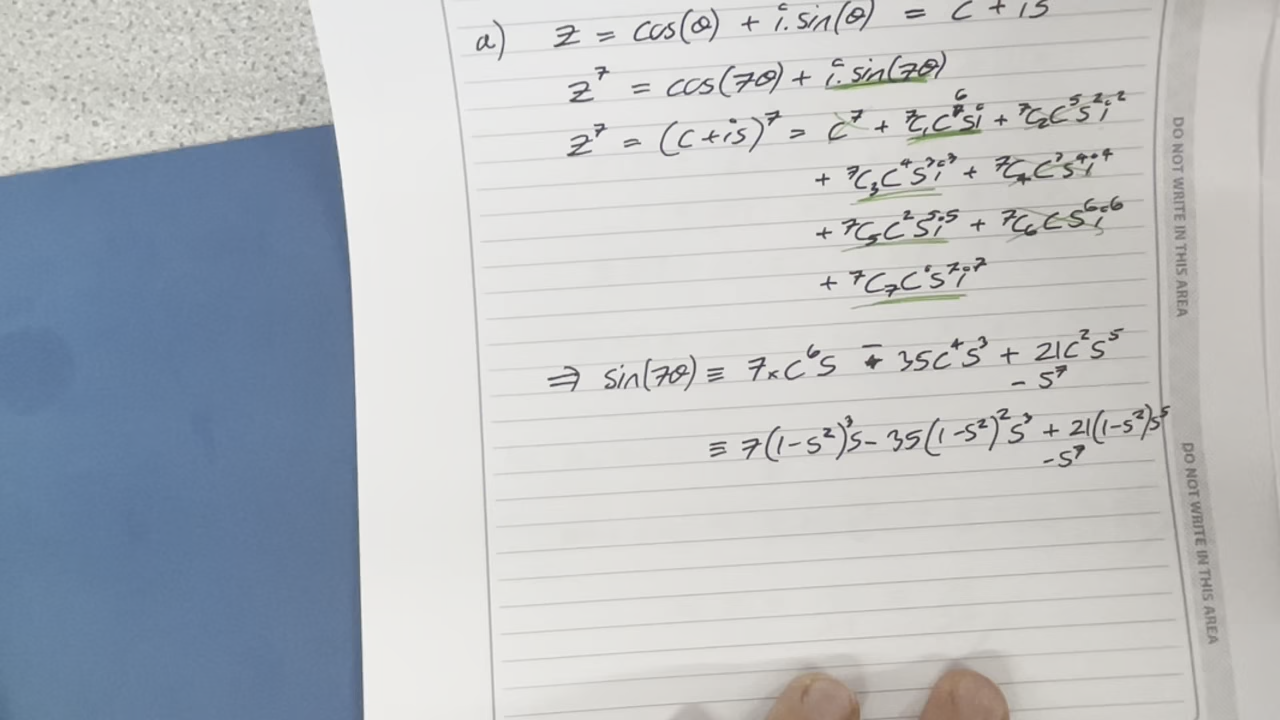 a) z = cos(θ) + i.sin(θ) = c + is
z⁷ = cos(7θ) + i.sin(7θ)
z⁷ = (c+is)⁷ = c⁷ + ⁷C₁c⁶si + ⁷C₂c⁵s²i²
+ ⁷C₃c⁴s³i³ + ⁷C₄c³s⁴i⁴
+ ⁷C₅c²s⁵i⁵ + ⁷C₆cs⁶i⁶
+ ⁷C₇c⁰s⁷i⁷
⇒ sin(7θ) ≡ 7×c⁶s - 35c⁴s³ + 21c²s⁵
- s⁷
≡ 7(1-s²)³s - 35(1-s²)²s³ + 21(1-s²)s⁵
- s⁷
DO NOT WRITE IN THIS AREA
DO NOT WRITE IN THIS AREA